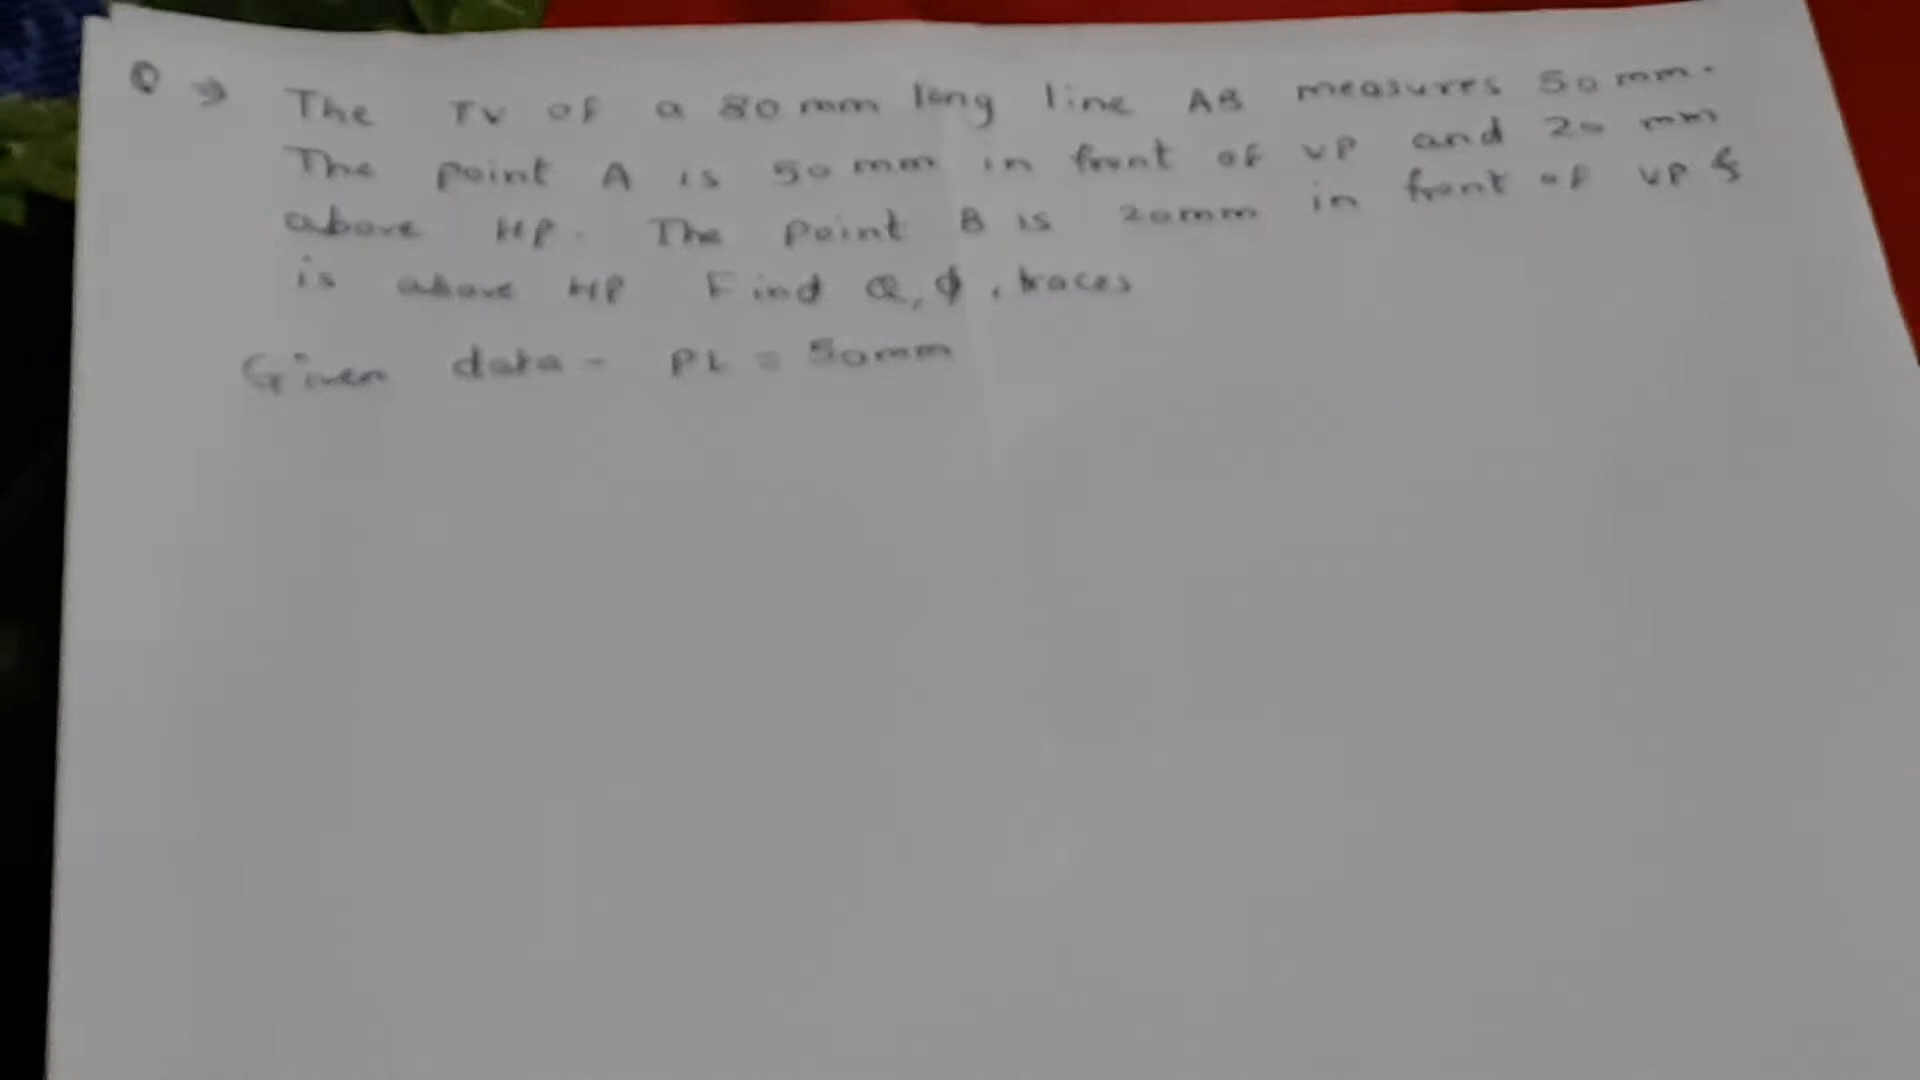 Q ⇒ The TV of a 80 mm long line AB measures 50 mm.
The point A is 50 mm in front of VP and 20 mm
above HP. The point B is 20mm in front of VP &
is above HP Find Q, ϕ, traces
Given data - PL = 50mm